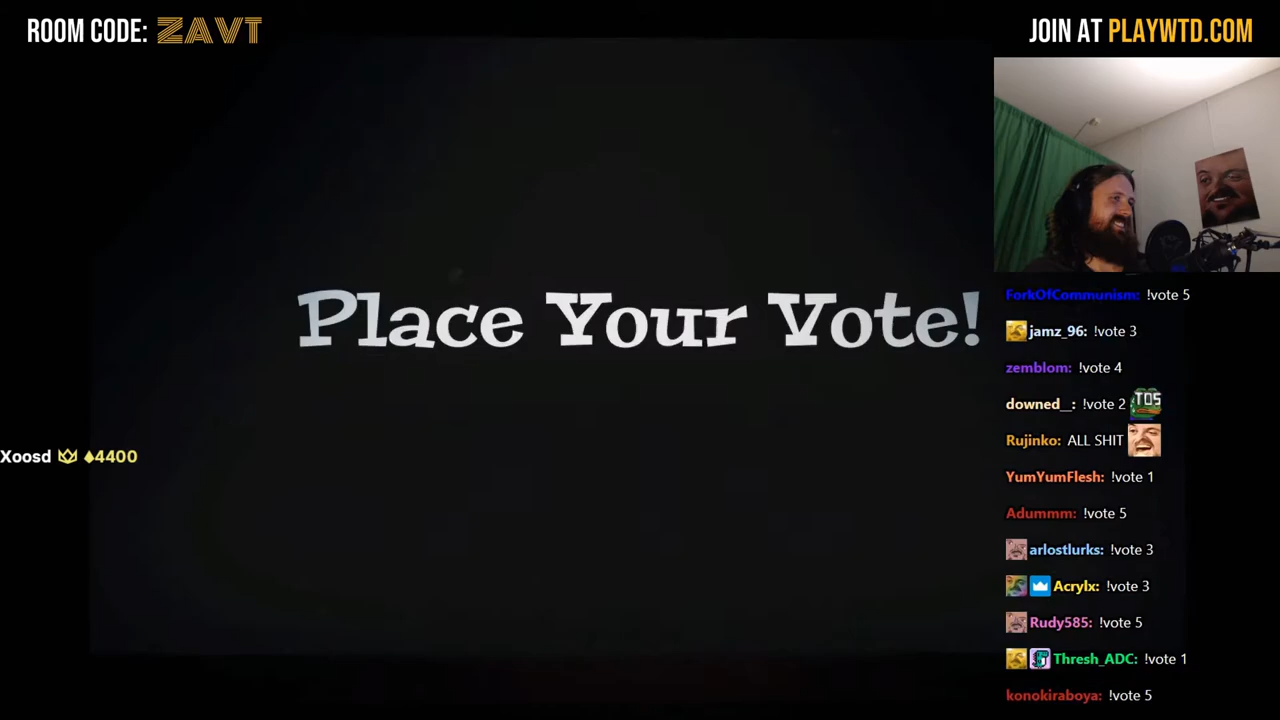 ROOM CODE: ZAVT
JOIN AT PLAYWTD.COM
Place Your Vote!
Xoosd 4400
ForkOfCommunism: !vote 5
jamz_96: !vote 3
zemblom: !vote 4
downed__: !vote 2 TOS
Rujinko: ALL SHIT
YumYumFlesh: !vote 1
Adummm: !vote 5
arlostlurks: !vote 3
Acrylx: !vote 3
Rudy585: !vote 5
Thresh_ADC: !vote 1
konokiraboya: !vote 5